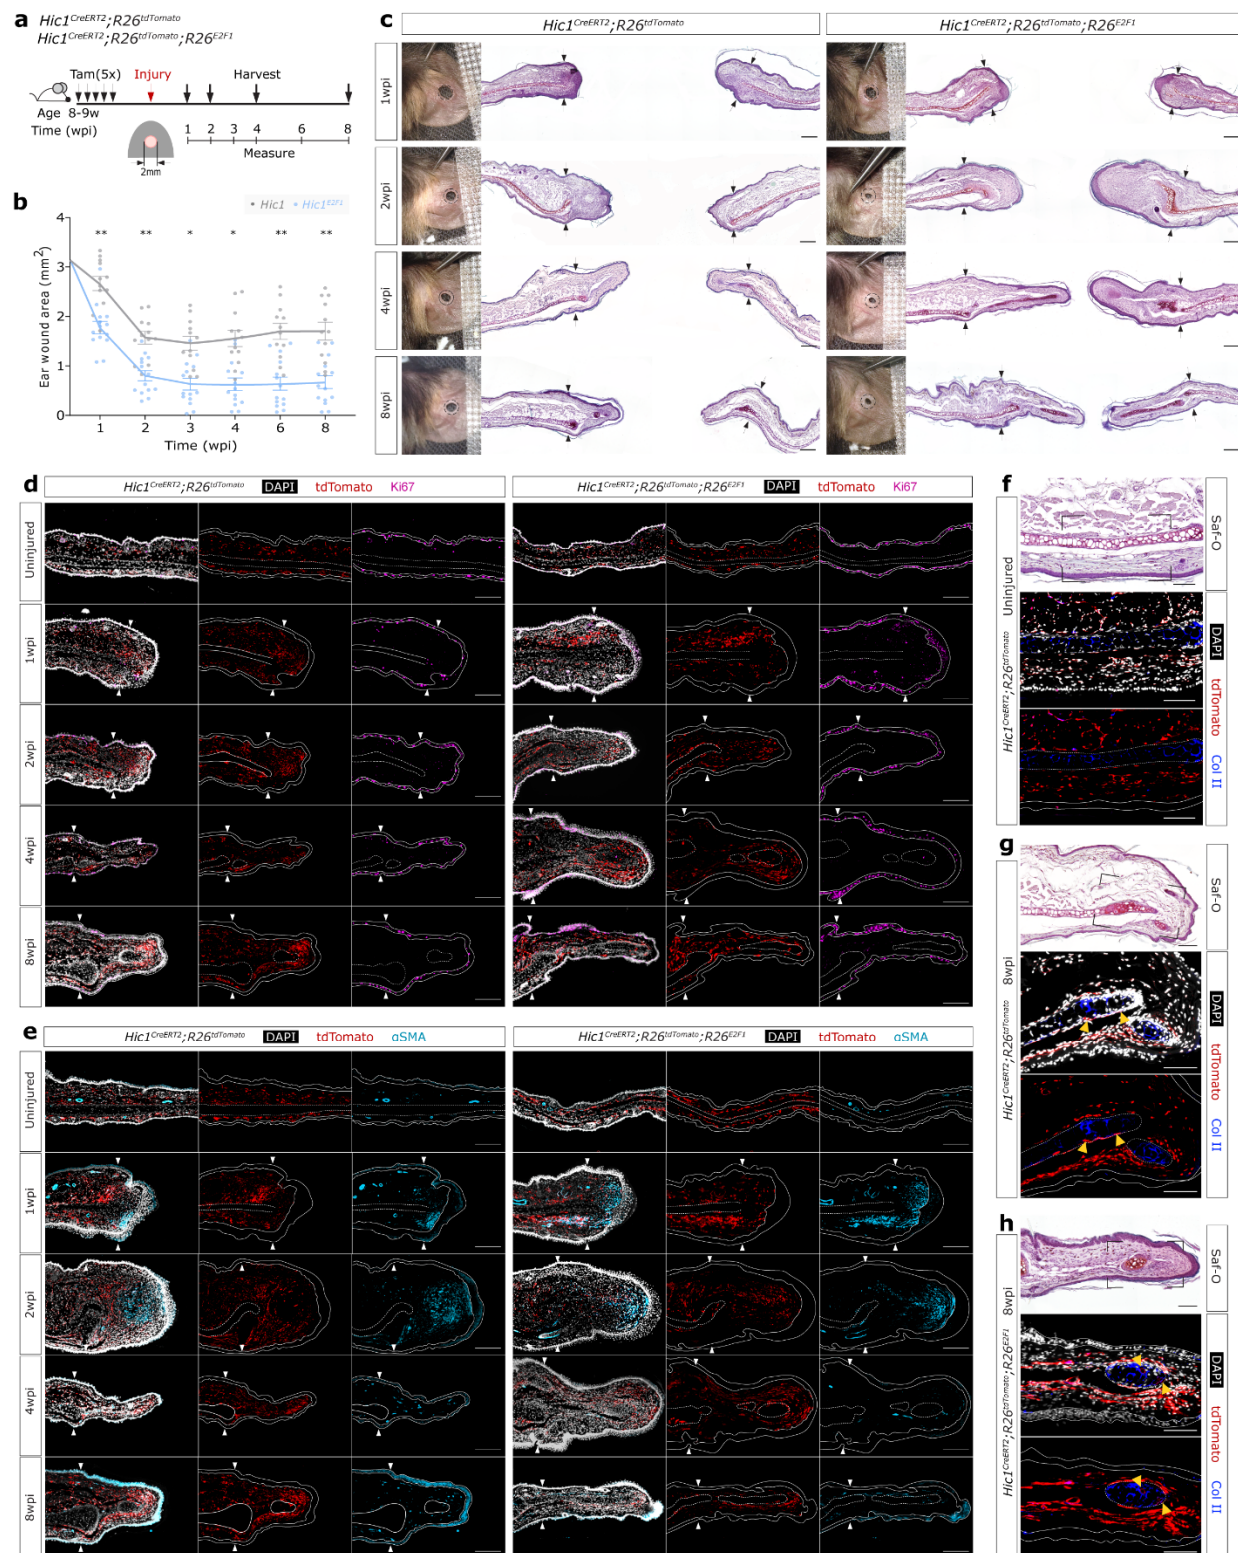 a
Hic1CreERT2;R26tdTomato
Hic1CreERT2;R26tdTomato;R26E2F1
Tam(5x) Injury Harvest
Age 8-9w
Time (wpi)
1 2 3 4 6 8
Measure
2mm
b
Hic1 Hic1E2F1
** ** * * ** **
Ear wound area (mm2)
4
3
2
1
0
1 2 3 4 6 8
Time (wpi)
c
Hic1CreERT2;R26tdTomato
Hic1CreERT2;R26tdTomato;R26E2F1
1wpi
2wpi
4wpi
8wpi
d
Hic1CreERT2;R26tdTomato DAPI tdTomato Ki67
Hic1CreERT2;R26tdTomato;R26E2F1 DAPI tdTomato Ki67
Uninjured
1wpi
2wpi
4wpi
8wpi
e
Hic1CreERT2;R26tdTomato DAPI tdTomato αSMA
Hic1CreERT2;R26tdTomato;R26E2F1 DAPI tdTomato αSMA
Uninjured
1wpi
2wpi
4wpi
8wpi
f
Hic1CreERT2;R26tdTomato Uninjured
Saf-O
DAPI tdTomato Col II
g
Hic1CreERT2;R26tdTomato 8wpi
Saf-O
DAPI tdTomato Col II
h
Hic1CreERT2;R26tdTomato;R26E2F1 8wpi
Saf-O
DAPI tdTomato Col II